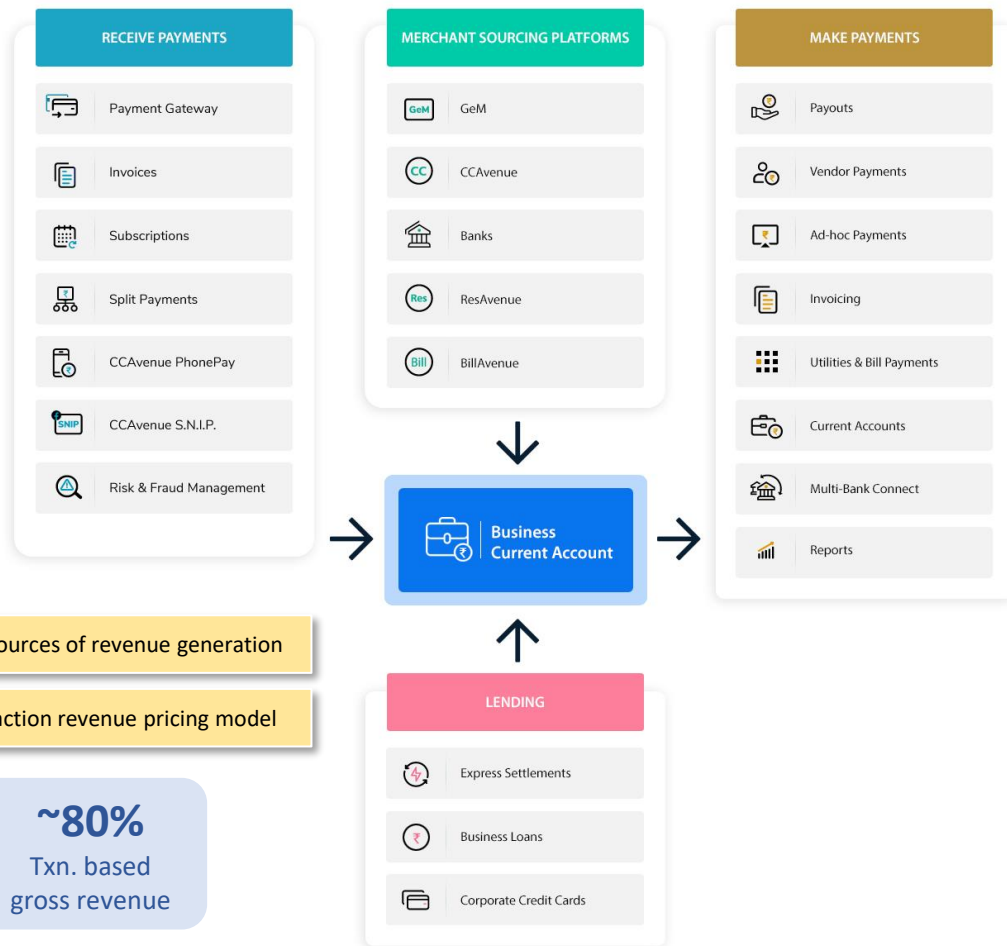 RECEIVE PAYMENTS
Payment Gateway
Invoices
Subscriptions
Split Payments
CCAvenue PhonePay
SNIP
CCAvenue S.N.I.P.
Risk & Fraud Management
MERCHANT SOURCING PLATFORMS
GeM
GeM
CC
CCAvenue
Banks
Res
ResAvenue
Bill
BillAvenue
MAKE PAYMENTS
Payouts
Vendor Payments
Ad-hoc Payments
Invoicing
Utilities & Bill Payments
Current Accounts
Multi-Bank Connect
Reports
Business
Current Account
of revenue generation
revenue pricing model
~80%
Txn. based
gross revenue
LENDING
Express Settlements
Business Loans
Corporate Credit Cards